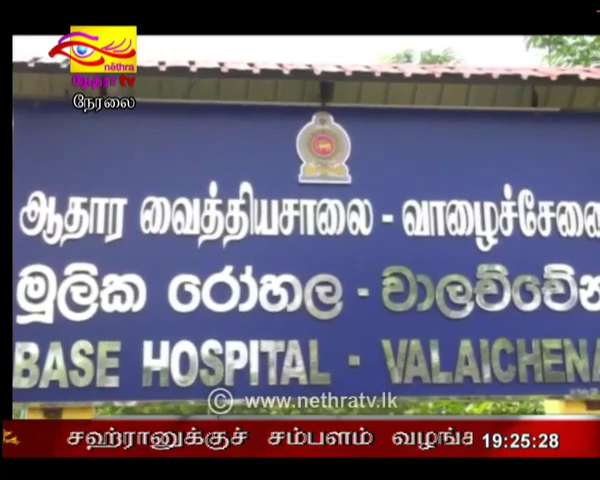 nēthra
நேத்ரா tv
நேரலை
ஆதார வைத்தியசாலை - வாழைச்சேனை
මූලික රෝහල - වාලච්චේන
BASE HOSPITAL - VALAICHENA
© www.nethratv.lk
சஹ்ரானுக்குச் சம்பளம் வழங்க 19:25:28